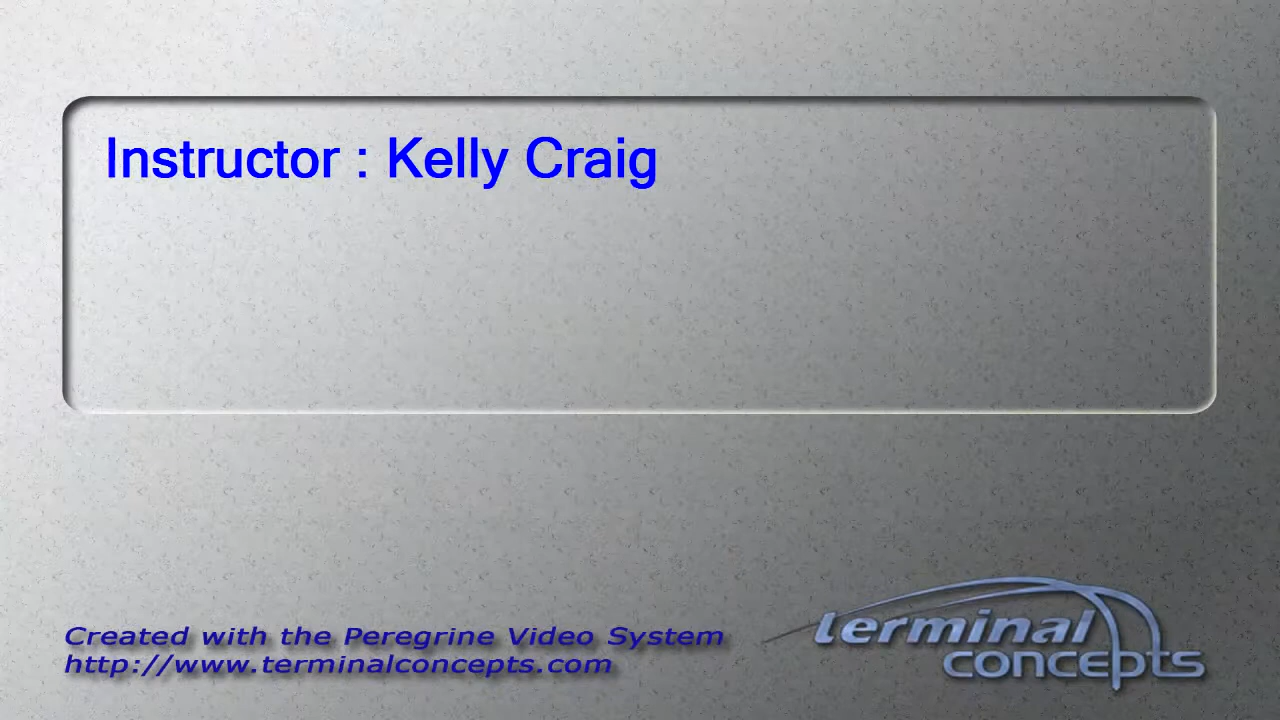 Instructor : Kelly Craig
Created with the Peregrine Video System
http://www.terminalconcepts.com
terminal
concepts